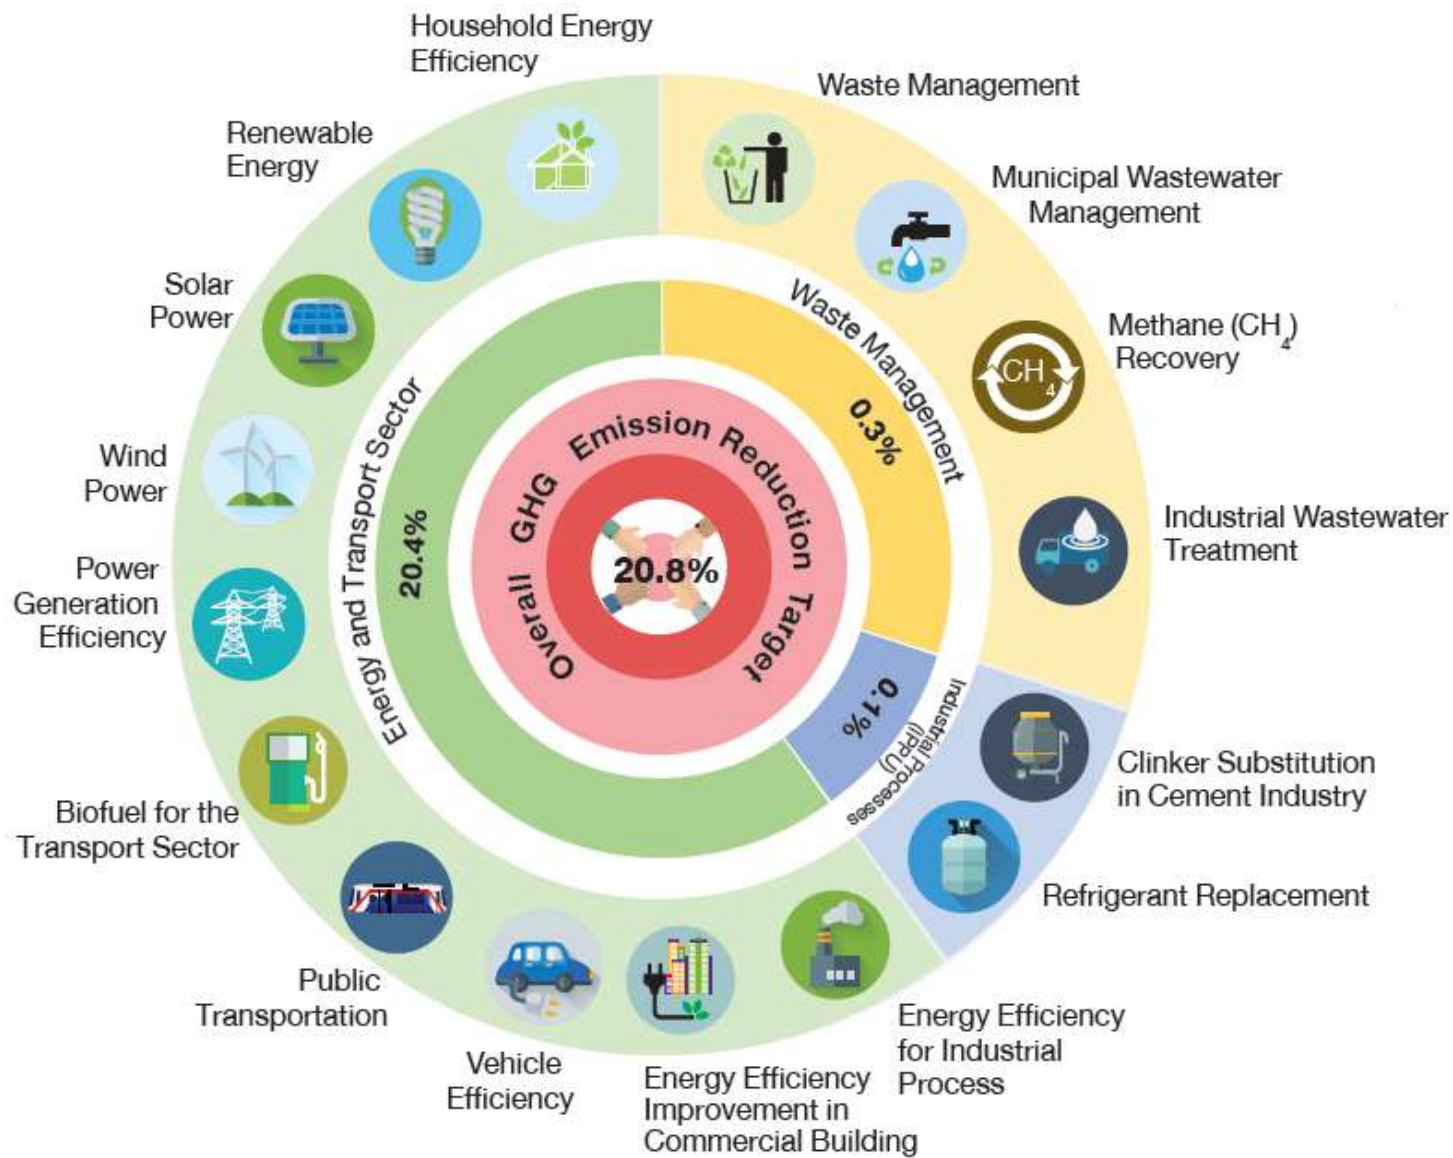 Household Energy
Efficiency
Waste Management
Renewable
Energy
Municipal Wastewater
Management
Solar
Power
Methane (CH₄)
Recovery
CH₄
Wind
Power
Industrial Wastewater
Treatment
Power
Generation
Efficiency
Biofuel for the
Transport Sector
Clinker Substitution
in Cement Industry
Refrigerant Replacement
Public
Transportation
Vehicle
Efficiency
Energy Efficiency
Improvement in
Commercial Building
Energy Efficiency
for Industrial
Process
Energy and Transport Sector
20.4%
Waste Management
0.3%
Industrial Processes
(IPPU)
0.1%
Overall GHG Emission Reduction Target
20.8%